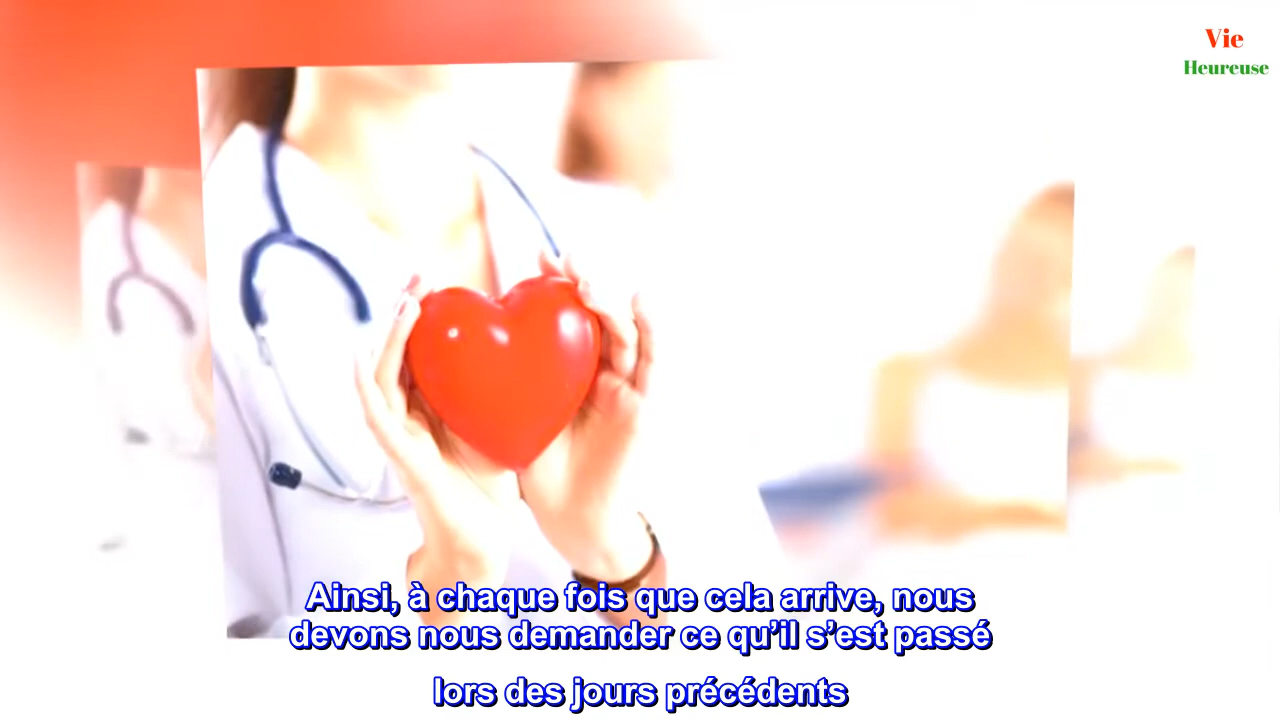 Vie
Heureuse
Ainsi, à chaque fois que cela arrive, nous
devons nous demander ce qu’il s’est passé
lors des jours précédents